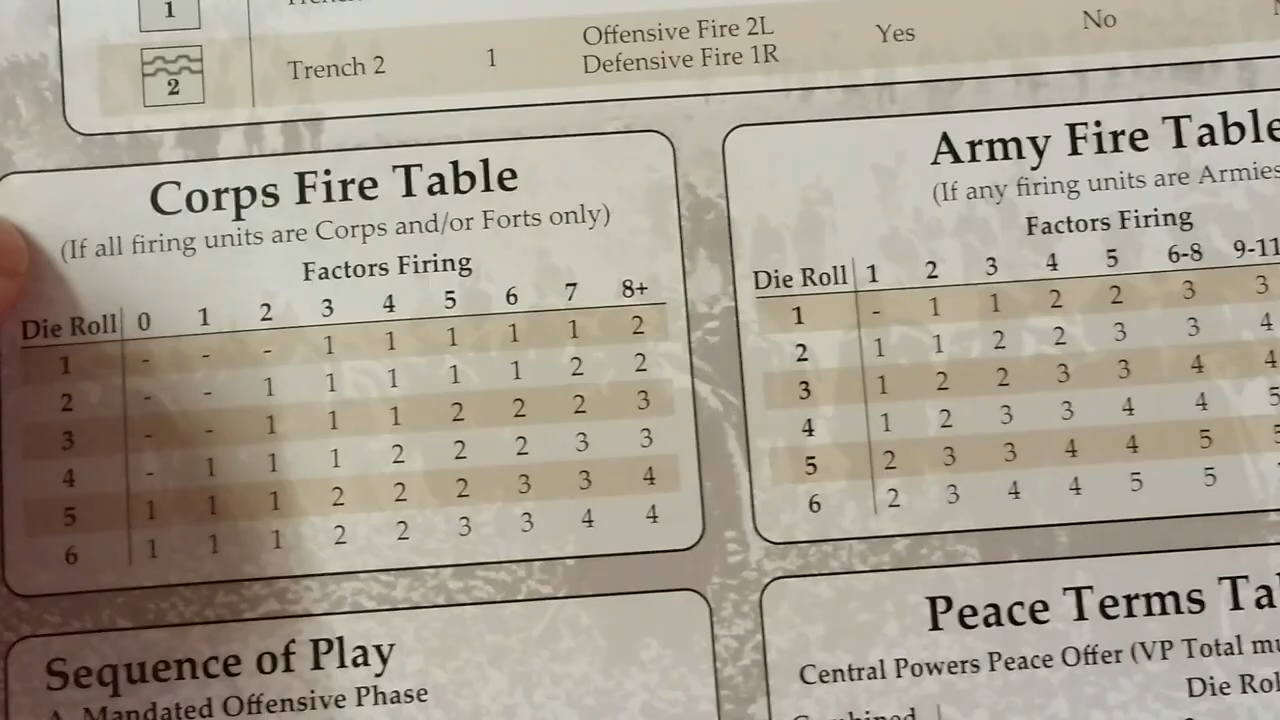 1
2
Trench 2 1 Offensive Fire 2L Yes No
Defensive Fire 1R
Corps Fire Table
(If all firing units are Corps and/or Forts only)
Factors Firing
Die Roll 0 1 2 3 4 5 6 7 8+
1 - - - 1 1 1 1 1 2
2 - - 1 1 1 1 1 2 2
3 - - 1 1 1 2 2 2 3
4 - 1 1 1 2 2 2 3 3
5 1 1 1 2 2 2 3 3 4
6 1 1 1 2 2 3 3 4 4
Army Fire Table
(If any firing units are Armies
Factors Firing
Die Roll 1 2 3 4 5 6-8 9-11
1 - 1 1 2 2 3 3
2 1 1 2 2 3 3 4
3 1 2 2 3 3 4 4
4 1 2 3 3 4 4 5
5 2 3 3 4 4 5 5
6 2 3 4 4 5 5
Sequence of Play
A. Mandated Offensive Phase
Peace Terms Ta
Central Powers Peace Offer (VP Total mu
Die Rol
Combined